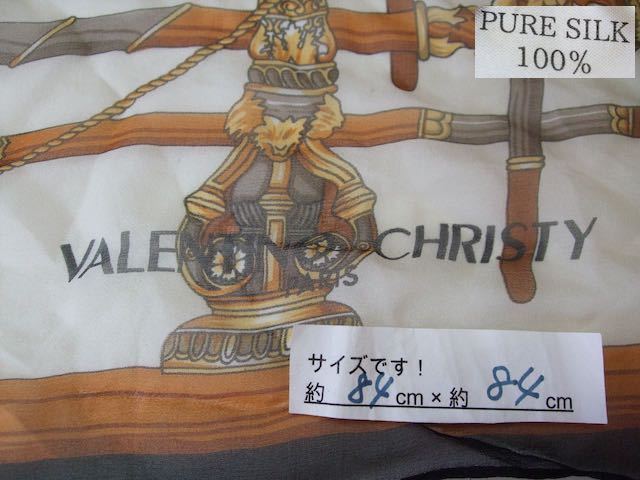 PURE SILK
100%
VALENTINO CHRISTY
PARIS
サイズです！
約 84 cm × 約 84 cm